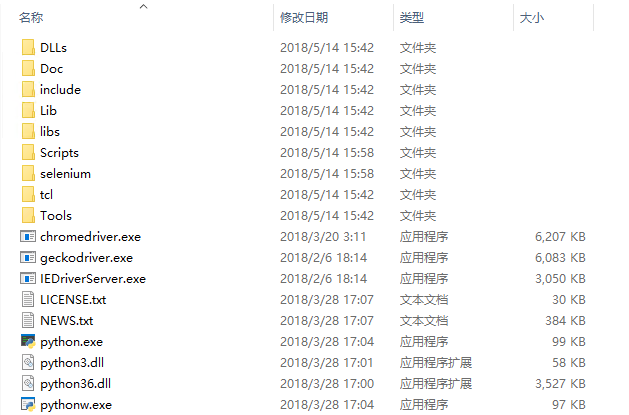 名称 修改日期 类型 大小
DLLs 2018/5/14 15:42 文件夹
Doc 2018/5/14 15:42 文件夹
include 2018/5/14 15:42 文件夹
Lib 2018/5/14 15:42 文件夹
libs 2018/5/14 15:42 文件夹
Scripts 2018/5/14 15:58 文件夹
selenium 2018/5/14 15:58 文件夹
tcl 2018/5/14 15:42 文件夹
Tools 2018/5/14 15:42 文件夹
chromedriver.exe 2018/3/20 3:11 应用程序 6,207 KB
geckodriver.exe 2018/2/6 18:14 应用程序 6,083 KB
IEDriverServer.exe 2018/2/6 18:14 应用程序 3,050 KB
LICENSE.txt 2018/3/28 17:07 文本文档 30 KB
NEWS.txt 2018/3/28 17:07 文本文档 384 KB
python.exe 2018/3/28 17:04 应用程序 99 KB
python3.dll 2018/3/28 17:01 应用程序扩展 58 KB
python36.dll 2018/3/28 17:00 应用程序扩展 3,527 KB
pythonw.exe 2018/3/28 17:04 应用程序 97 KB